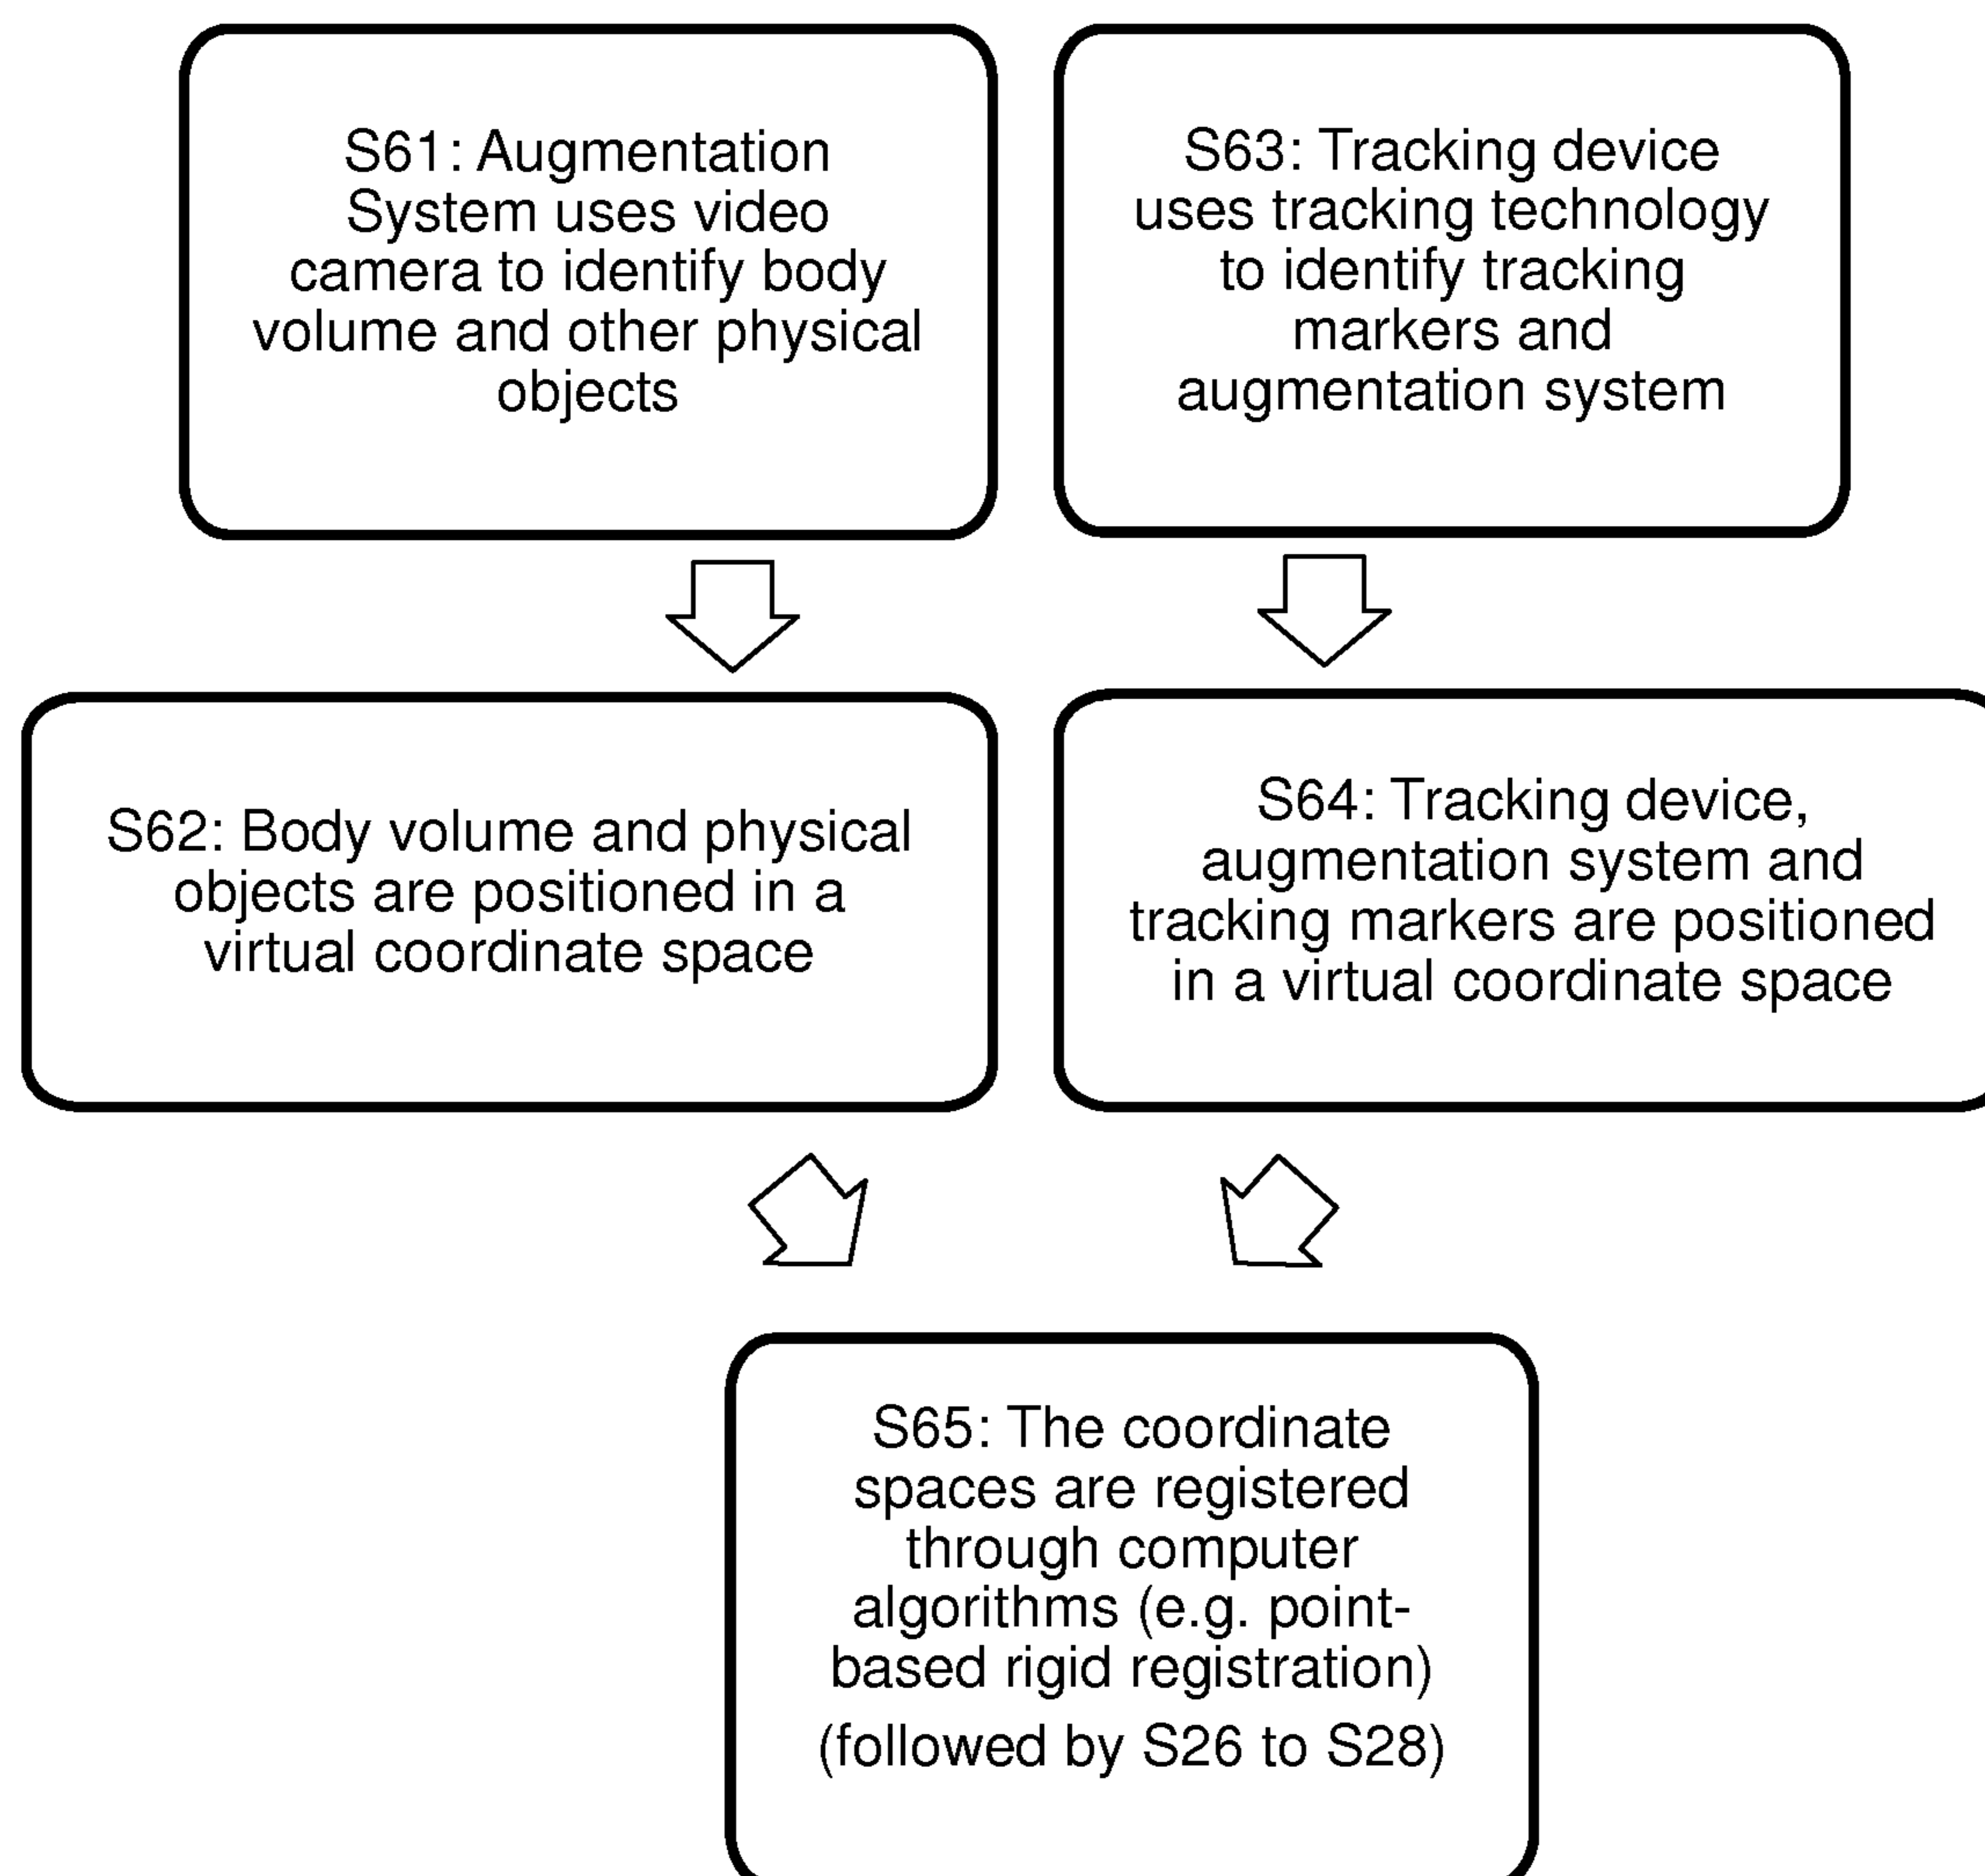 S61: Augmentation
System uses video
camera to identify body
volume and other physical
objects
S63: Tracking device
uses tracking technology
to identify tracking
markers and
augmentation system
S62: Body volume and physical
objects are positioned in a
virtual coordinate space
S64: Tracking device,
augmentation system and
tracking markers are positioned
in a virtual coordinate space
S65: The coordinate
spaces are registered
through computer
algorithms (e.g. point-
based rigid registration)
(followed by S26 to S28)